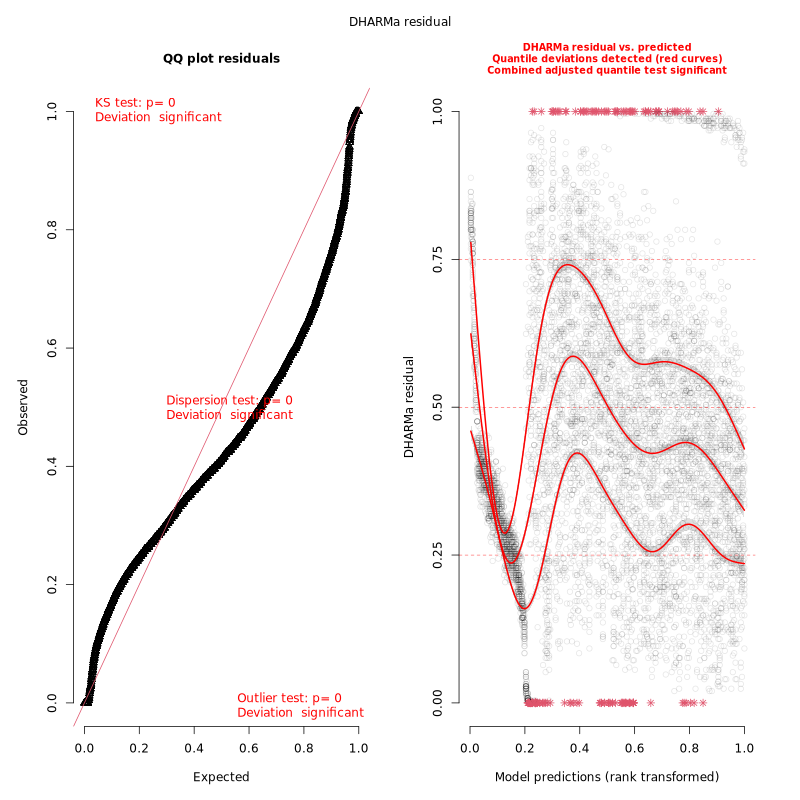 DHARMa residual
QQ plot residuals
KS test: p= 0
Deviation significant
Dispersion test: p= 0
Deviation significant
Outlier test: p= 0
Deviation significant
Observed
0.0
0.2
0.4
0.6
0.8
1.0
0.0
0.2
0.4
0.6
0.8
1.0
Expected
DHARMa residual vs. predicted
Quantile deviations detected (red curves)
Combined adjusted quantile test significant
DHARMa residual
0.00
0.25
0.50
0.75
1.00
0.0
0.2
0.4
0.6
0.8
1.0
Model predictions (rank transformed)